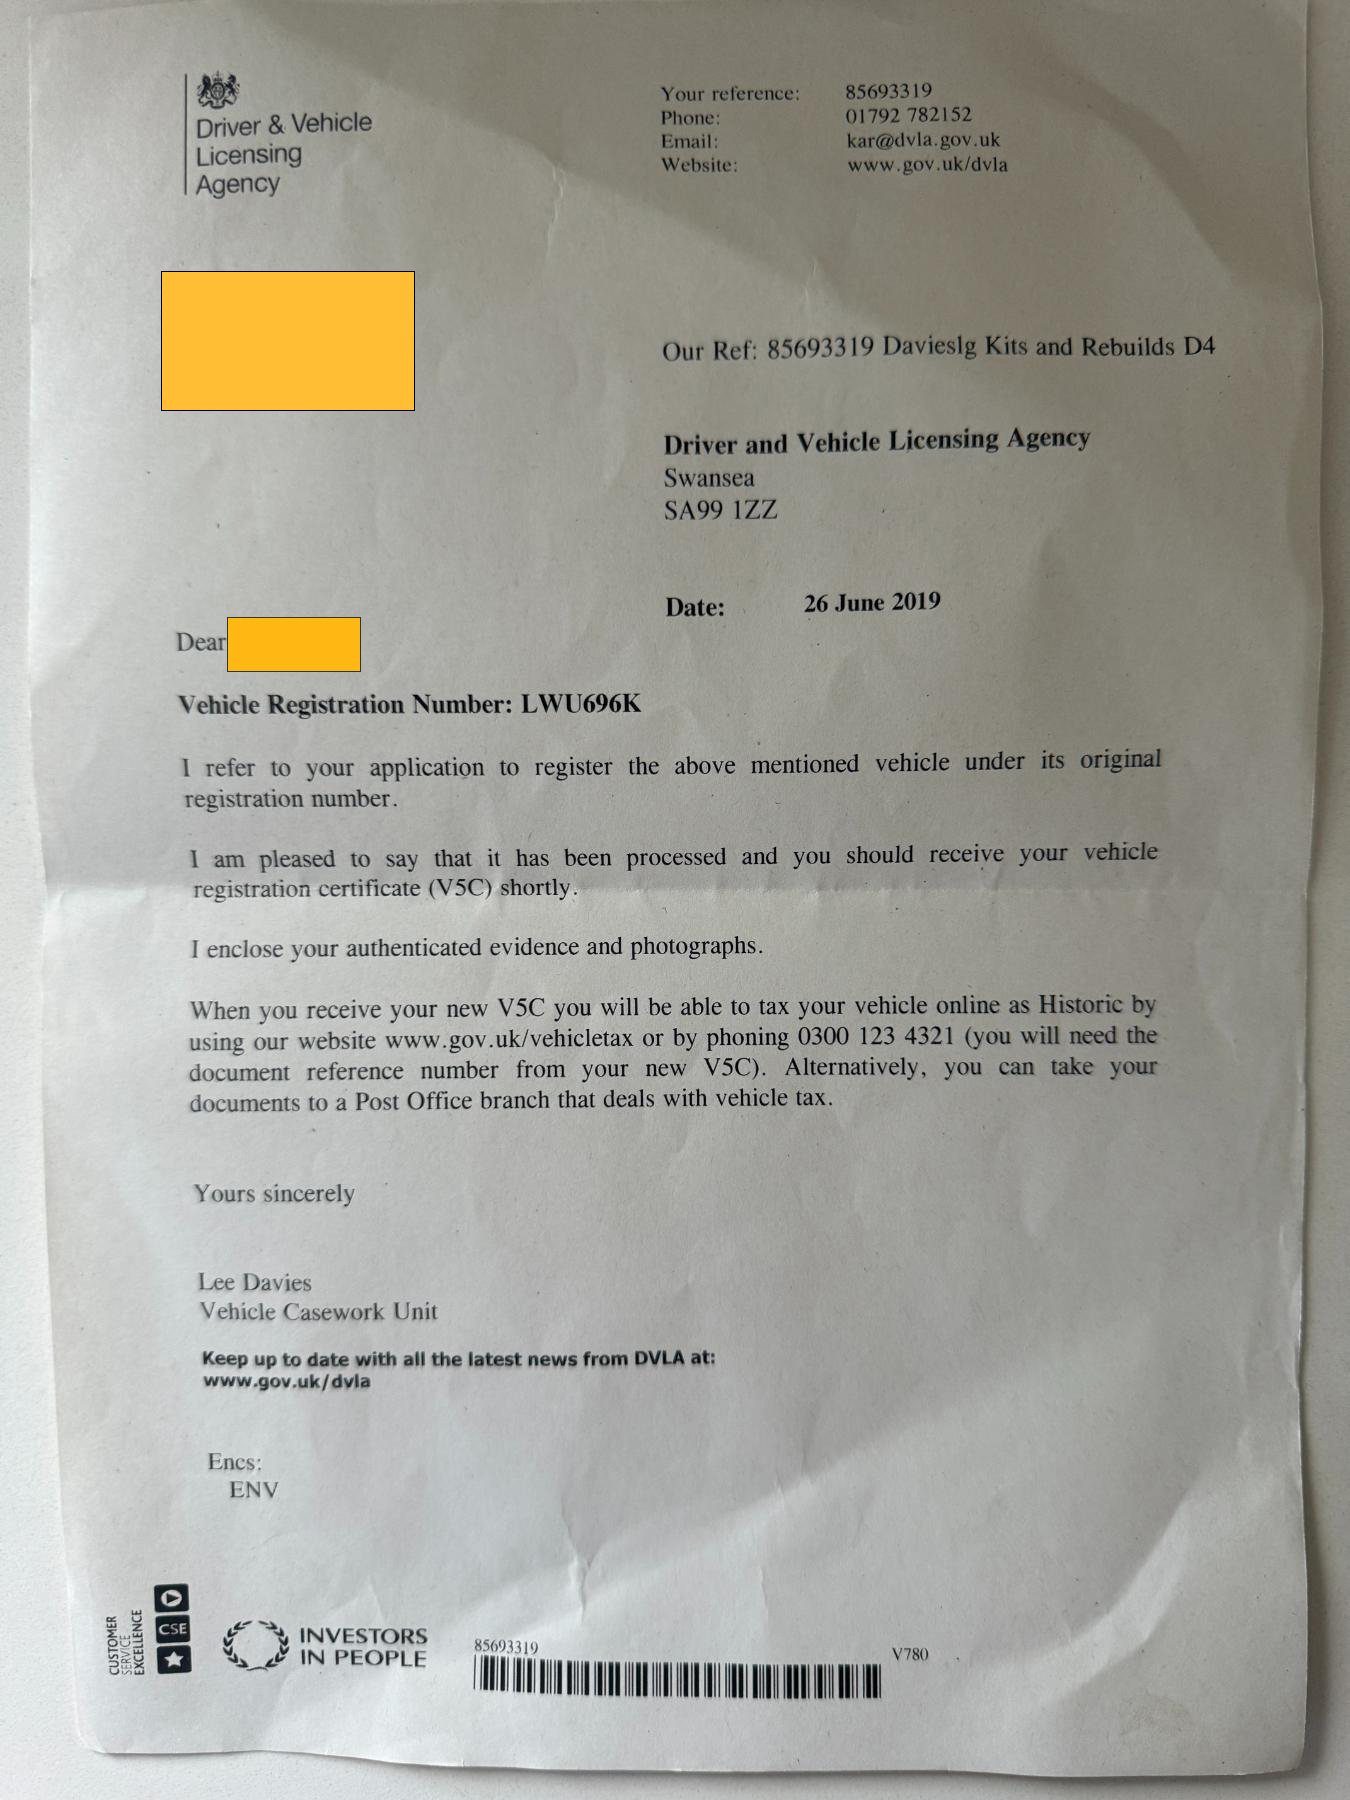 Driver & Vehicle
Licensing
Agency
Your reference: 85693319
Phone: 01792 782152
Email: kar@dvla.gov.uk
Website: www.gov.uk/dvla
Our Ref: 85693319 Davieslg Kits and Rebuilds D4
Driver and Vehicle Licensing Agency
Swansea
SA99 1ZZ
Date: 26 June 2019
Dear
Vehicle Registration Number: LWU696K
I refer to your application to register the above mentioned vehicle under its original
registration number.
I am pleased to say that it has been processed and you should receive your vehicle
registration certificate (V5C) shortly.
I enclose your authenticated evidence and photographs.
When you receive your new V5C you will be able to tax your vehicle online as Historic by
using our website www.gov.uk/vehicletax or by phoning 0300 123 4321 (you will need the
document reference number from your new V5C). Alternatively, you can take your
documents to a Post Office branch that deals with vehicle tax.
Yours sincerely
Lee Davies
Vehicle Casework Unit
Keep up to date with all the latest news from DVLA at:
www.gov.uk/dvla
Encs:
ENV
CUSTOMER
SERVICE
EXCELLENCE
CSE
INVESTORS
IN PEOPLE
85693319
V780